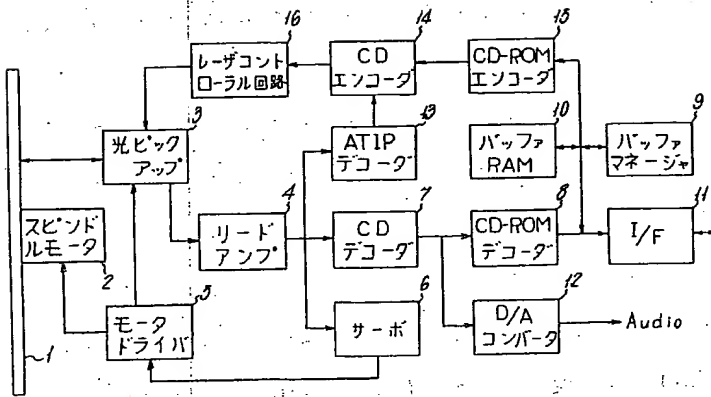 16
14
15
レーザコント
ローラル回路
CD
エンコーダ
CD-ROM
エンコーダ
3
13
10
9
光ピック
アップ
ATIP
デコーダ
バッファ
RAM
バッファ
マネージャ
4
7
8
11
スピンド
ルモータ
リード
アンプ
CD
デコーダ
CD-ROM
デコーダ
I/F
2
5
6
12
モータ
ドライバ
サーボ
D/A
コンバータ
Audio
1